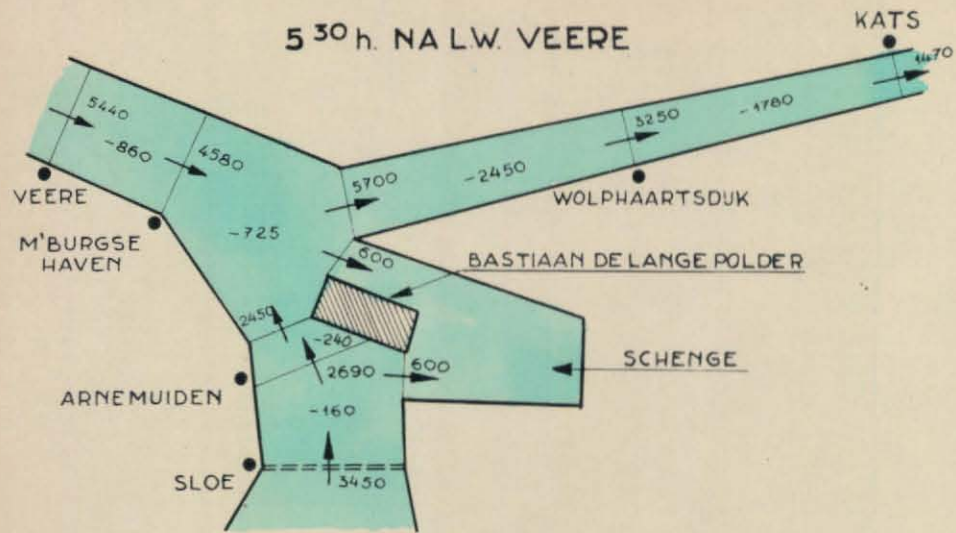 5 30 h. NA L.W. VEERE
KATS
1470
5440
-860
4580
3250
-1780
5700
-2450
VEERE
WOLPHAARTSDIJK
M'BURGSE
HAVEN
-725
600
BASTIAAN DE LANGE POLDER
2450
-240
2690
600
SCHENGE
ARNEMUIDEN
-160
SLOE
3450